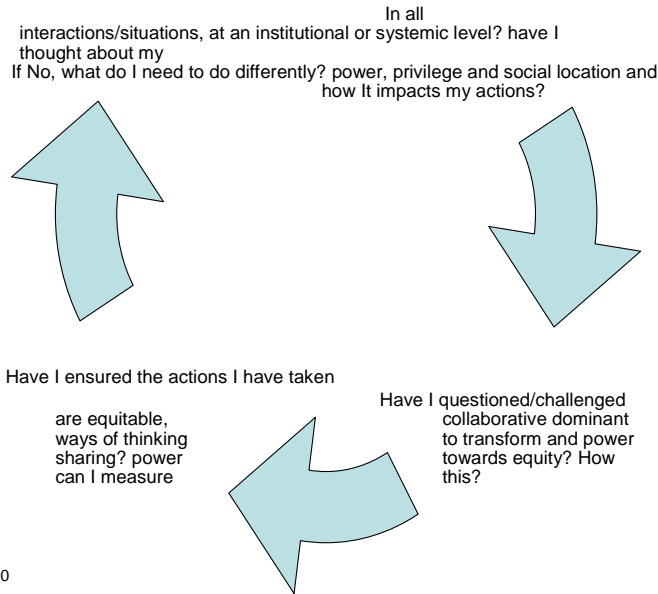 In all
interactions/situations, at an institutional or systemic level? have I
thought about my
If No, what do I need to do differently? power, privilege and social location and
how It impacts my actions?
Have I ensured the actions I have taken
are equitable,
ways of thinking
sharing? power
can I measure
Have I questioned/challenged
collaborative dominant
to transform and power
towards equity? How
this?
0